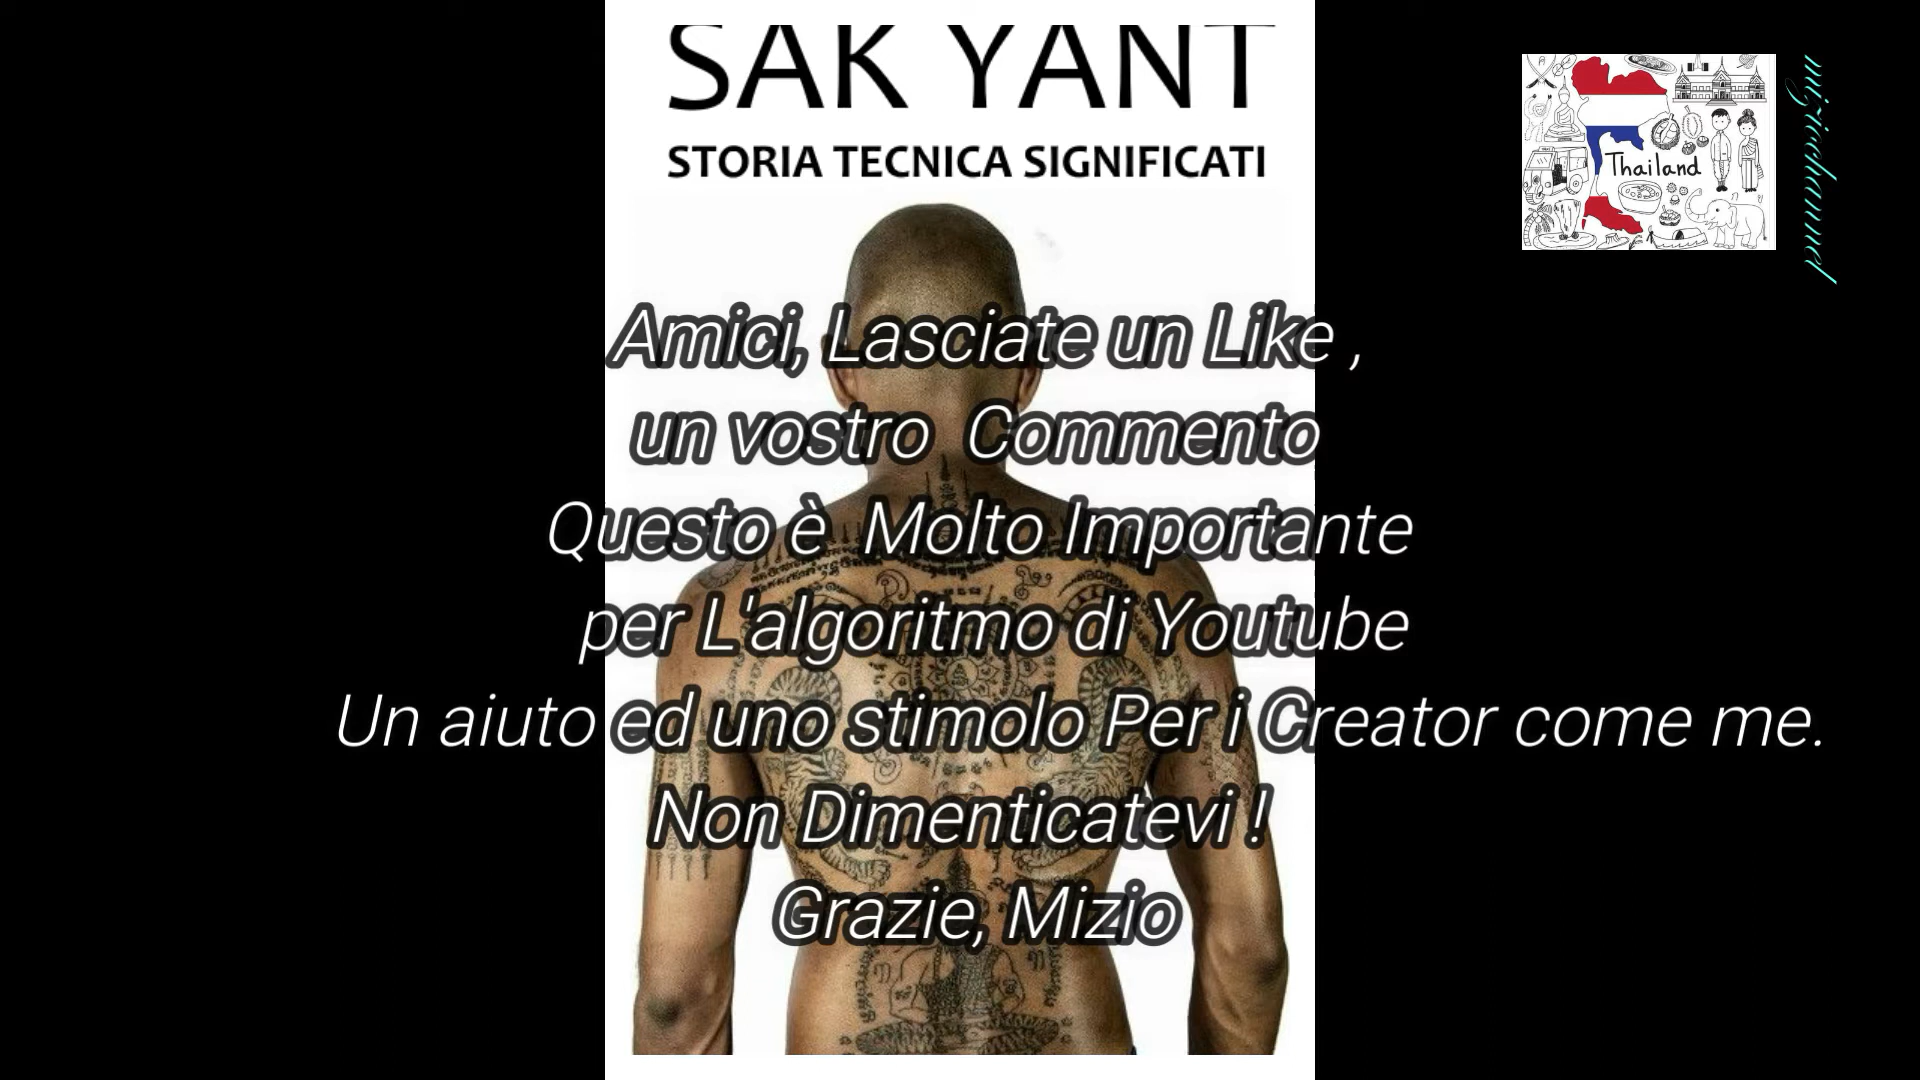 SAK YANT
STORIA TECNICA SIGNIFICATI
Thailand
miziochannel
Amici, Lasciate un Like ,
un vostro Commento
Questo è Molto Importante
per L'algoritmo di Youtube
Un aiuto ed uno stimolo Per i Creator come me.
Non Dimenticatevi !
Grazie, Mizio